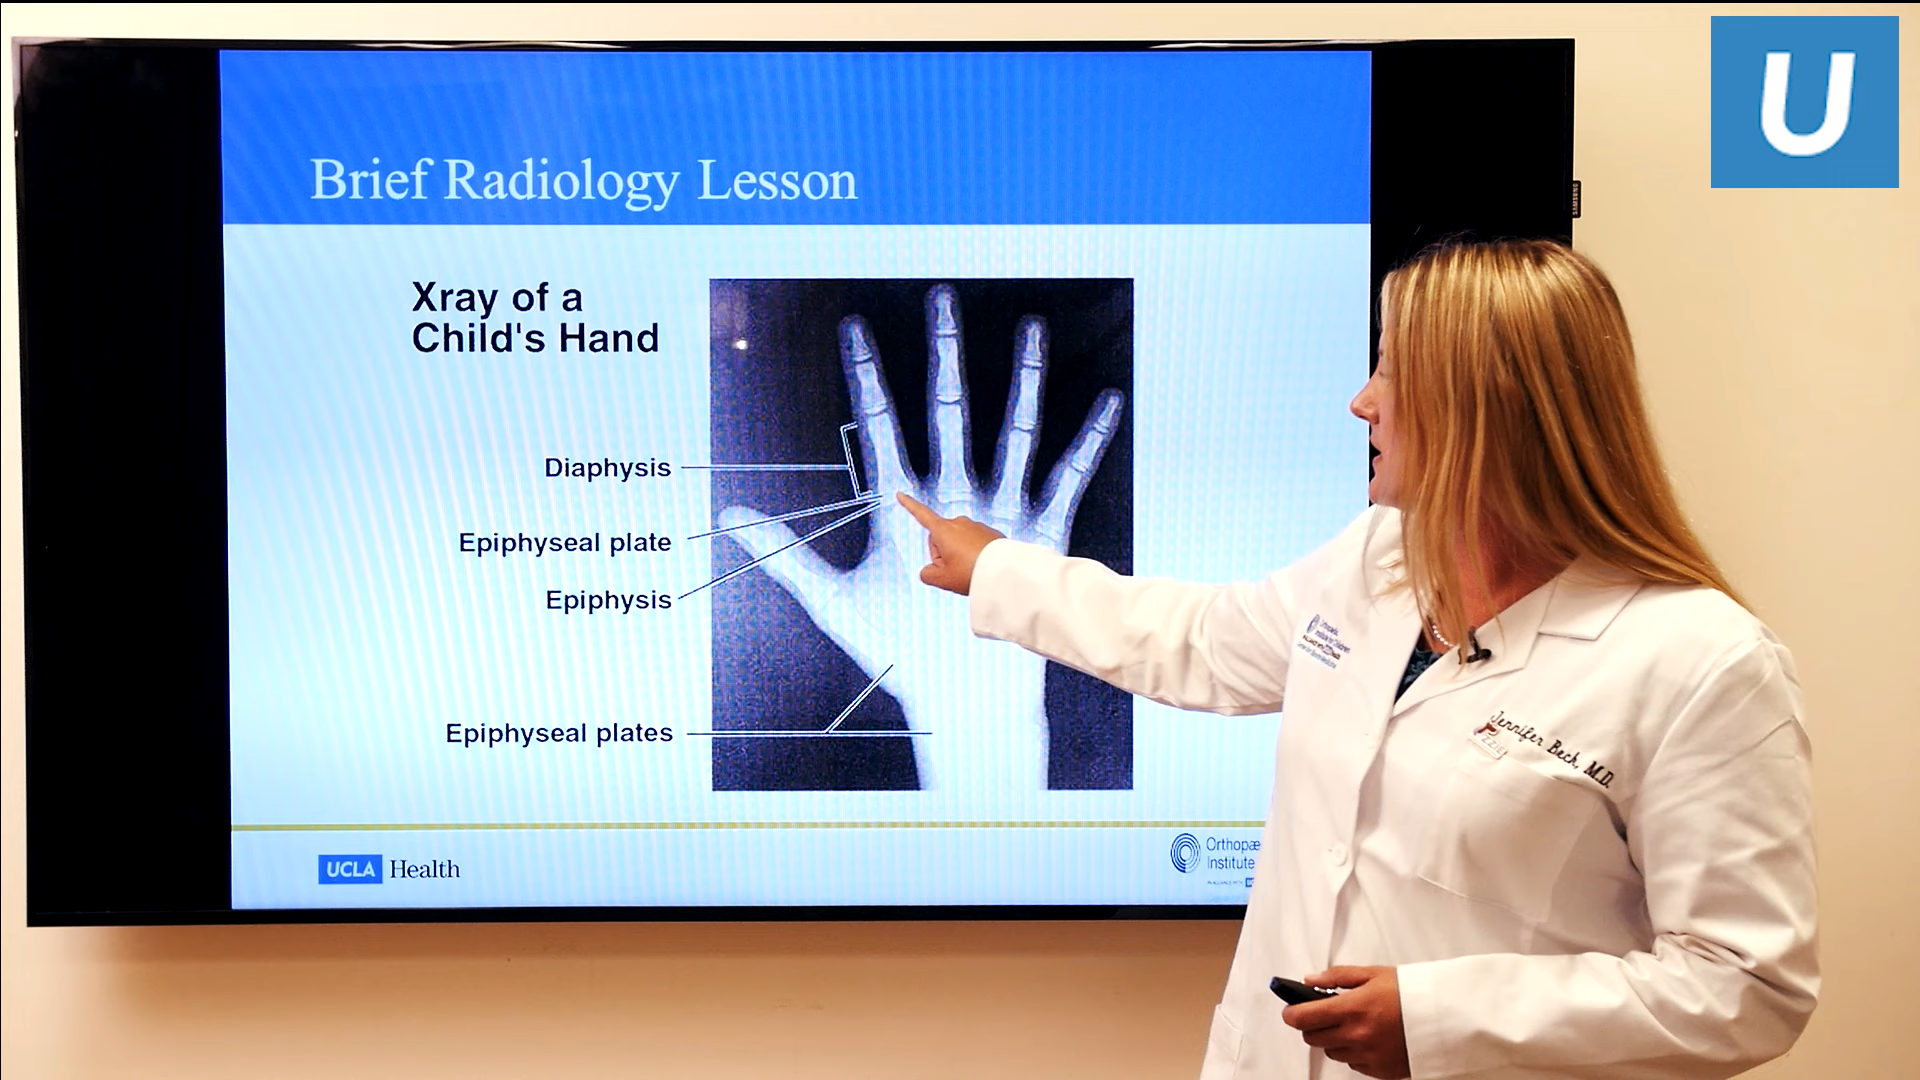 U
SAMSUNG
Brief Radiology Lesson
Xray of a
Child's Hand
Diaphysis
Epiphyseal plate
Epiphysis
Epiphyseal plates
UCLA Health
Orthopæ
Institute
Jennifer Beck, M.D.